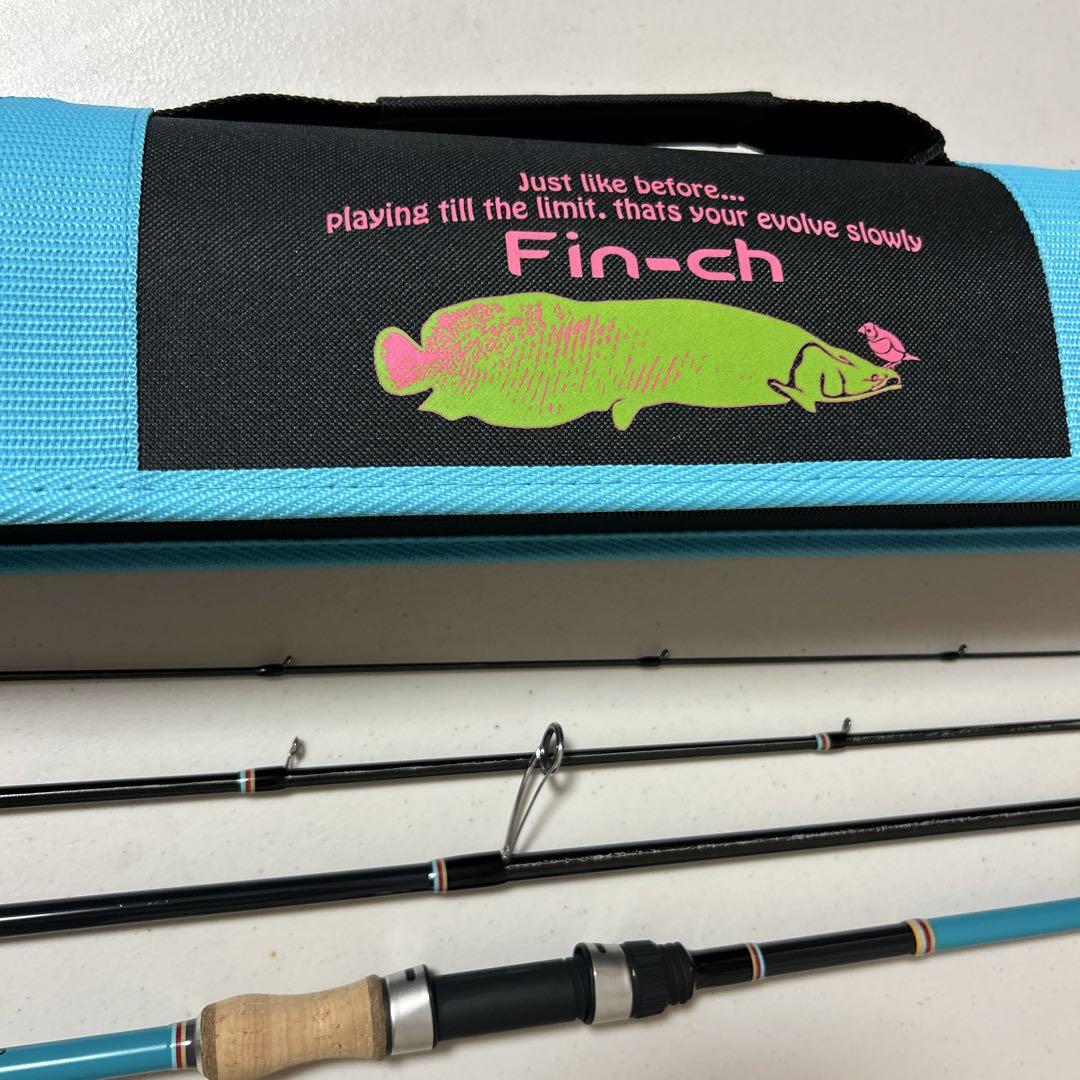 Just like before...
playing till the limit. thats your evolve slowly
Fin-ch